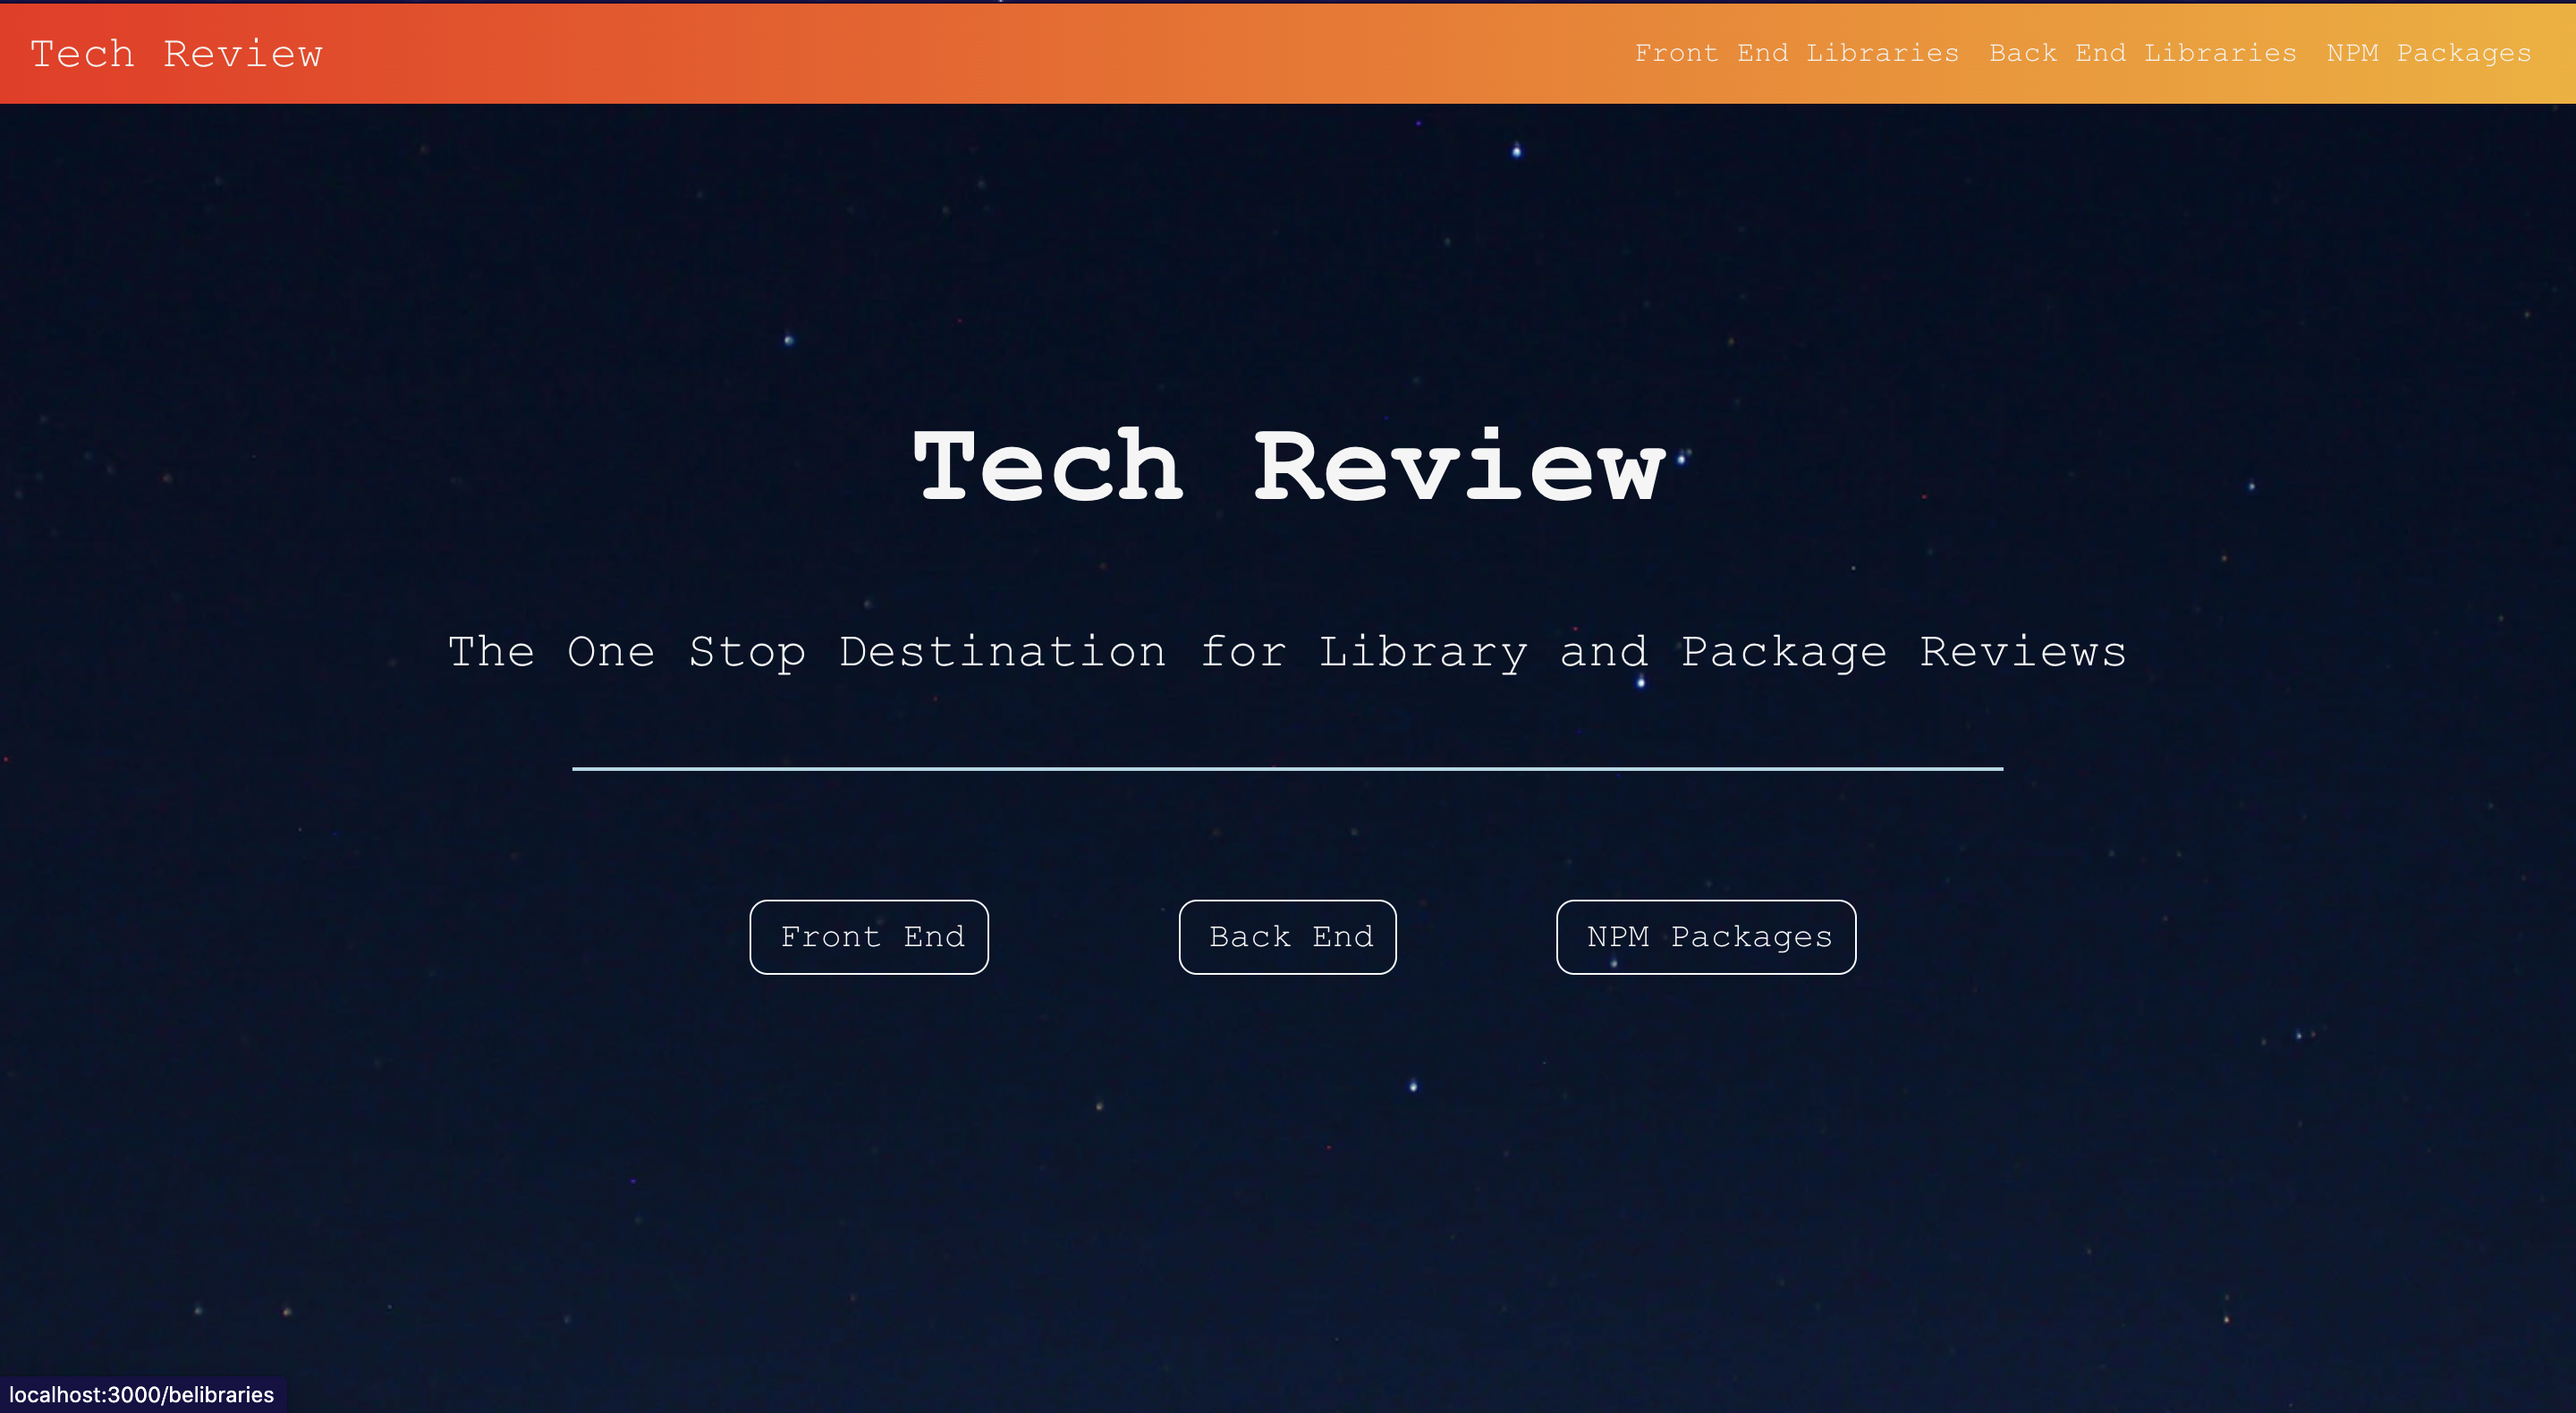 Tech Review
Front End Libraries Back End Libraries NPM Packages
Tech Review
The One Stop Destination for Library and Package Reviews
Front End
Back End
NPM Packages
localhost:3000/belibraries